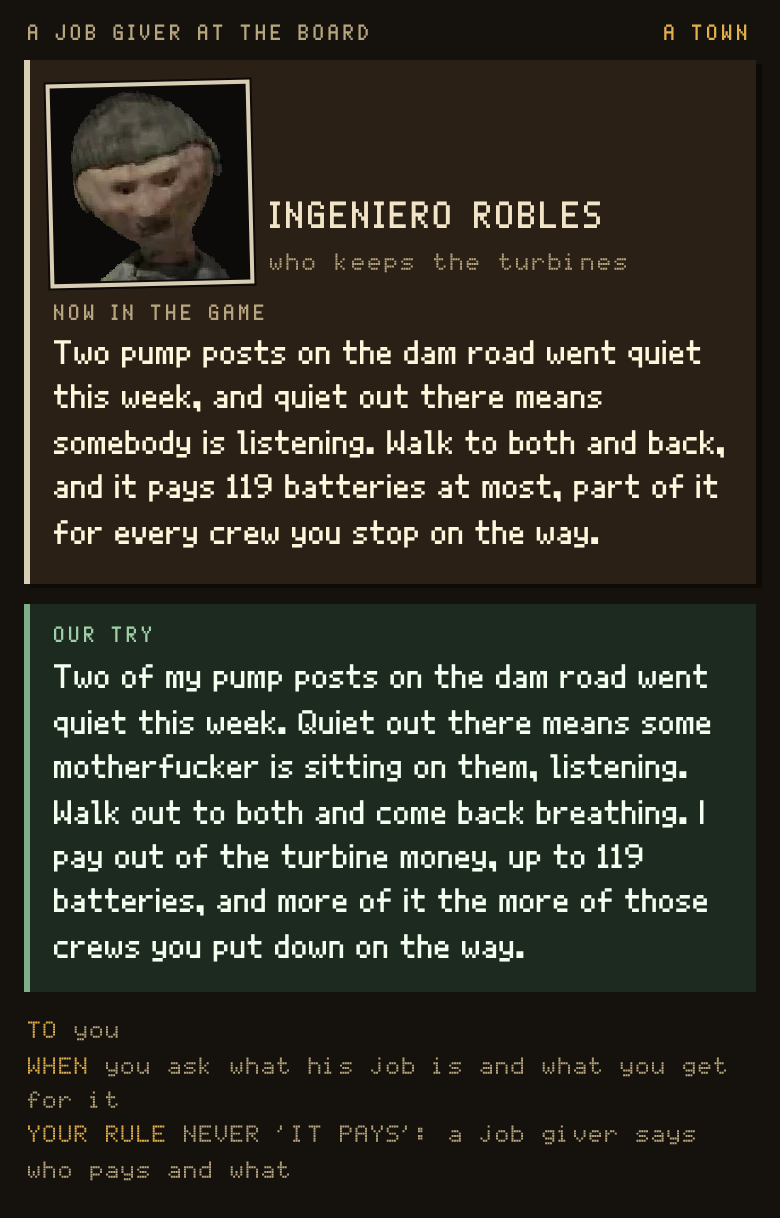 A JOB GIVER AT THE BOARD
A TOWN
INGENIERO ROBLES
who keeps the turbines
NOW IN THE GAME
Two pump posts on the dam road went quiet
this week, and quiet out there means
somebody is listening. Walk to both and back,
and it pays 119 batteries at most, part of it
for every crew you stop on the way.
OUR TRY
Two of my pump posts on the dam road went
quiet this week. Quiet out there means some
motherfucker is sitting on them, listening.
Walk out to both and come back breathing. I
pay out of the turbine money, up to 119
batteries, and more of it the more of those
crews you put down on the way.
TO you
WHEN you ask what his job is and what you get
for it
YOUR RULE NEVER 'IT PAYS': a job giver says
who pays and what